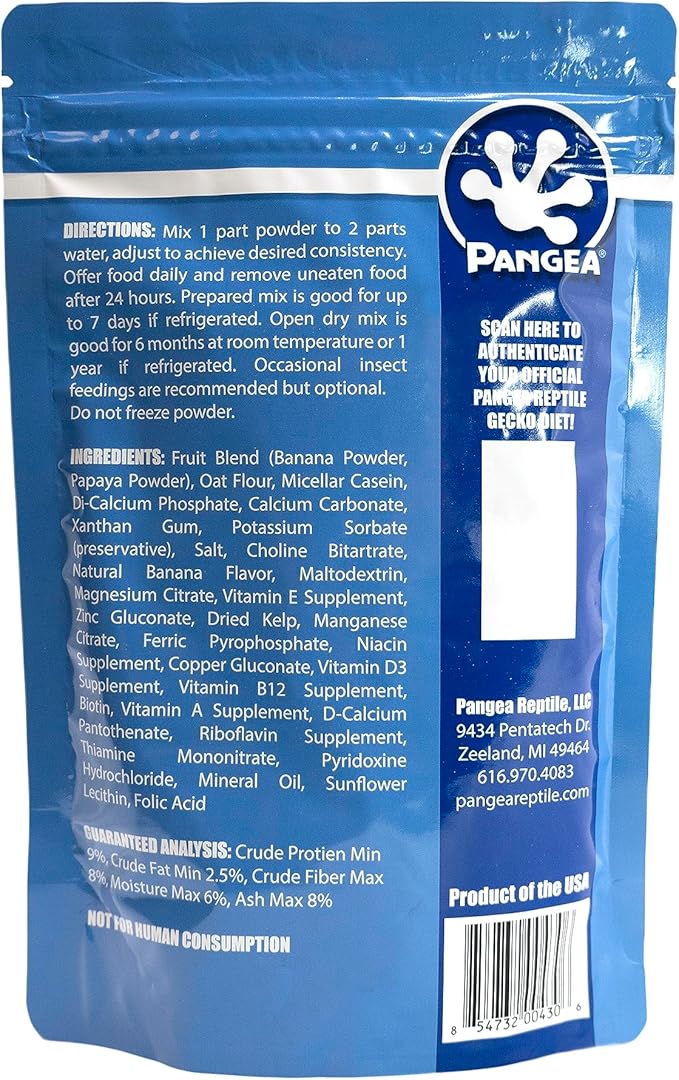 DIRECTIONS: Mix 1 part powder to 2 parts
water, adjust to achieve desired consistency.
Offer food daily and remove uneaten food
after 24 hours. Prepared mix is good for up
to 7 days if refrigerated. Open dry mix is
good for 6 months at room temperature or 1
year if refrigerated. Occasional insect
feedings are recommended but optional.
Do not freeze powder.
INGREDIENTS: Fruit Blend (Banana Powder,
Papaya Powder), Oat Flour, Micellar Casein,
Di-Calcium Phosphate, Calcium Carbonate,
Xanthan Gum, Potassium Sorbate
(preservative), Salt, Choline Bitartrate,
Natural Banana Flavor, Maltodextrin,
Magnesium Citrate, Vitamin E Supplement,
Zinc Gluconate, Dried Kelp, Manganese
Citrate, Ferric Pyrophosphate, Niacin
Supplement, Copper Gluconate, Vitamin D3
Supplement, Vitamin B12 Supplement,
Biotin, Vitamin A Supplement, D-Calcium
Pantothenate, Riboflavin Supplement,
Thiamine Mononitrate, Pyridoxine
Hydrochloride, Mineral Oil, Sunflower
Lecithin, Folic Acid
GUARANTEED ANALYSIS: Crude Protien Min
9%, Crude Fat Min 2.5%, Crude Fiber Max
8%, Moisture Max 6%, Ash Max 8%
NOT FOR HUMAN CONSUMPTION
PANGEA®
SCAN HERE TO
AUTHENTICATE
YOUR OFFICIAL
PANGEA REPTILE
GECKO DIET!
Pangea Reptile, LLC
9434 Pentatech Dr.
Zeeland, MI 49464
616.970.4083
pangeareptile.com
Product of the USA
8 54732 00430 6